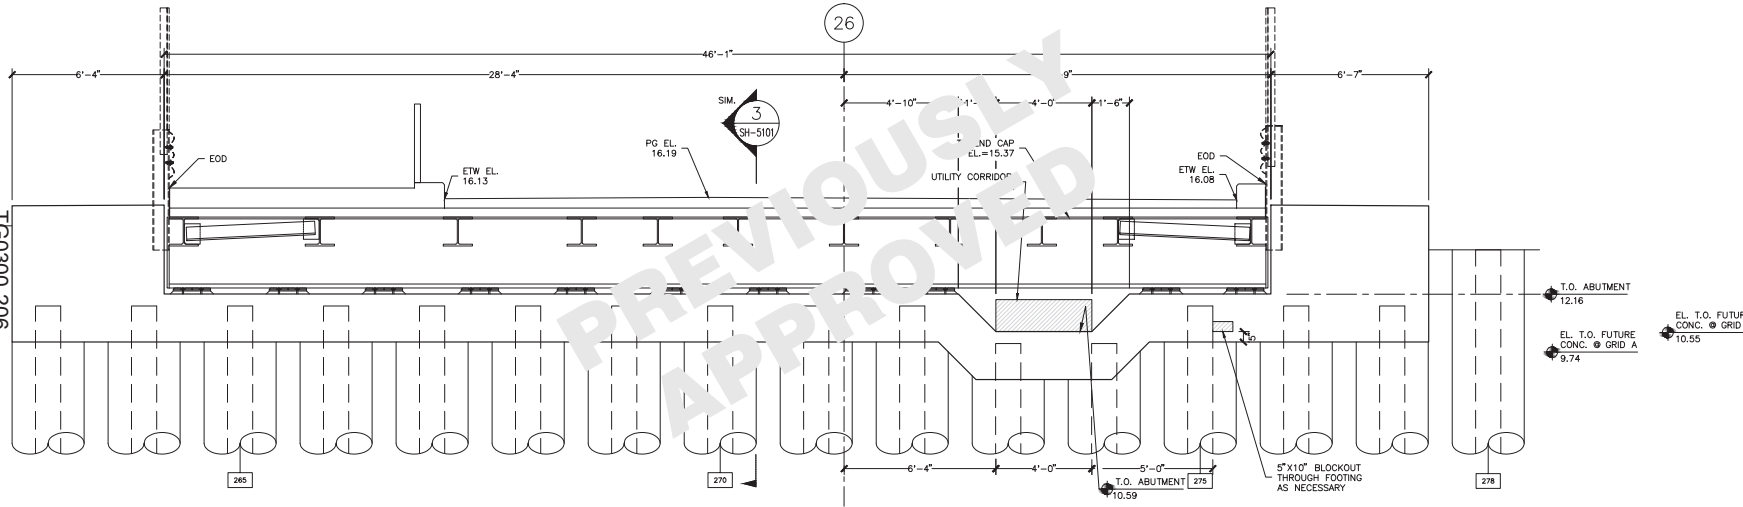 26
46'-1"
6'-4"
28'-4"
9"
6'-7"
4'-10"
1'-
4'-0"
1'-6"
SIM.
3
SH-5101
PG EL.
16.19
END CAP
EL.=15.37
UTILITY CORRIDOR
EOD
ETW EL.
16.13
EOD
ETW EL.
16.08
PREVIOUSLY
APPROVED
T.O. ABUTMENT
12.16
EL. T.O. FUTURE
CONC. @ GRID A
9.74
EL. T.O. FUTUR
CONC. @ GRID
10.55
5"
6'-4"
4'-0"
5'-0"
T.O. ABUTMENT
10.59
5"X10" BLOCKOUT
THROUGH FOOTING
AS NECESSARY
265
270
275
278